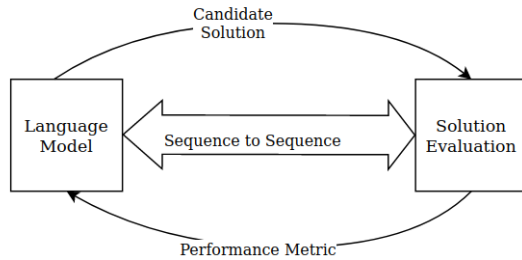 Candidate
Solution
Language
Model
Sequence to Sequence
Solution
Evaluation
Performance Metric